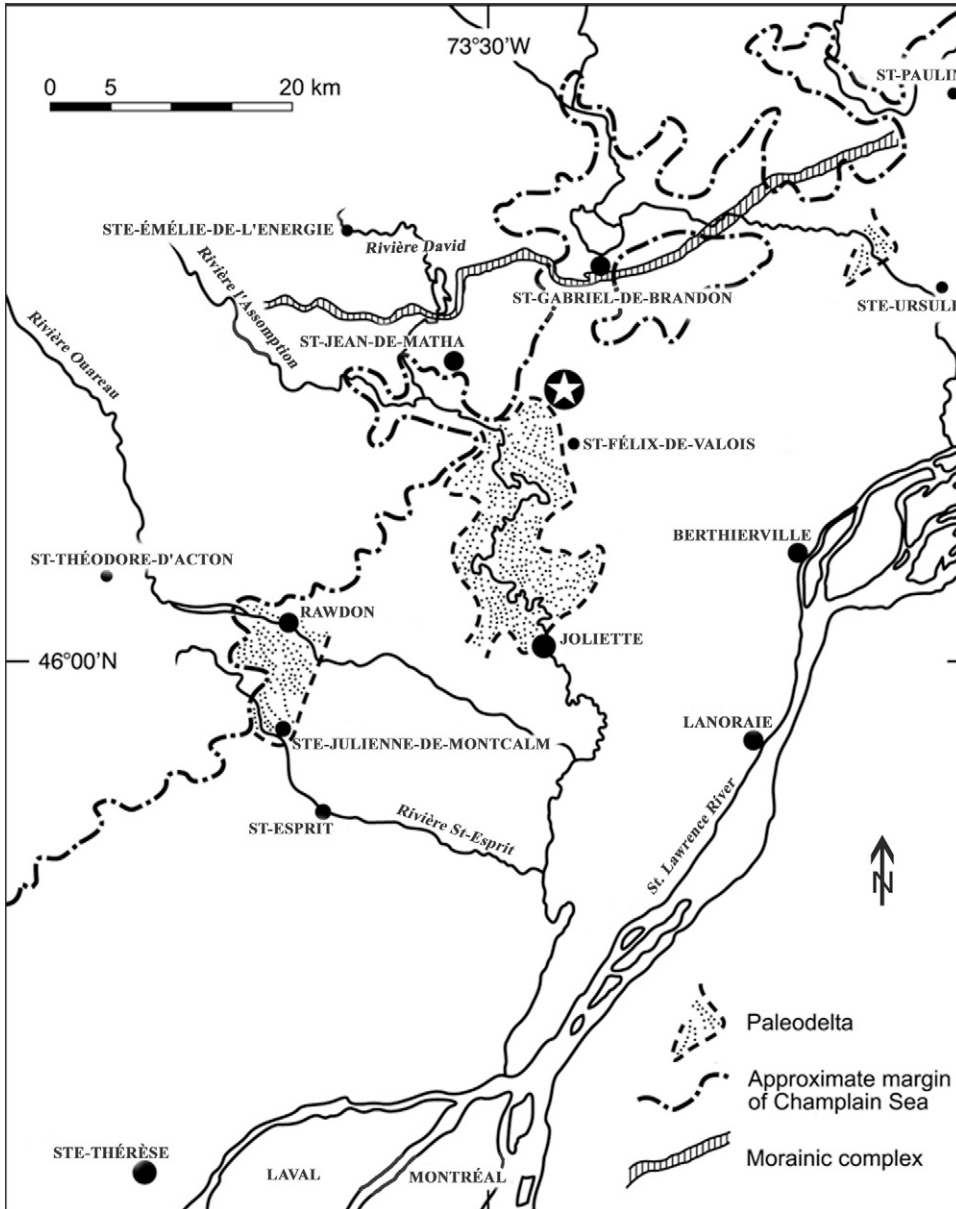 73°30'W
0 5 20 km
ST-PAULIN
STE-ÉMÉLIE-DE-L'ENERGIE
Rivière David
Rivière l'Assomption
ST-GABRIEL-DE-BRANDON
STE-URSULE
Rivière Ouareau
ST-JEAN-DE-MATHA
ST-FÉLIX-DE-VALOIS
BERTHIERVILLE
ST-THÉODORE-D'ACTON
RAWDON
JOLIETTE
46°00'N
LANORAIE
STE-JULIENNE-DE-MONTCALM
ST-ESPRIT
Rivière St-Esprit
St. Lawrence River
N
Paleodelta
Approximate margin
of Champlain Sea
Morainic complex
STE-THÉRÈSE
LAVAL
MONTRÉAL